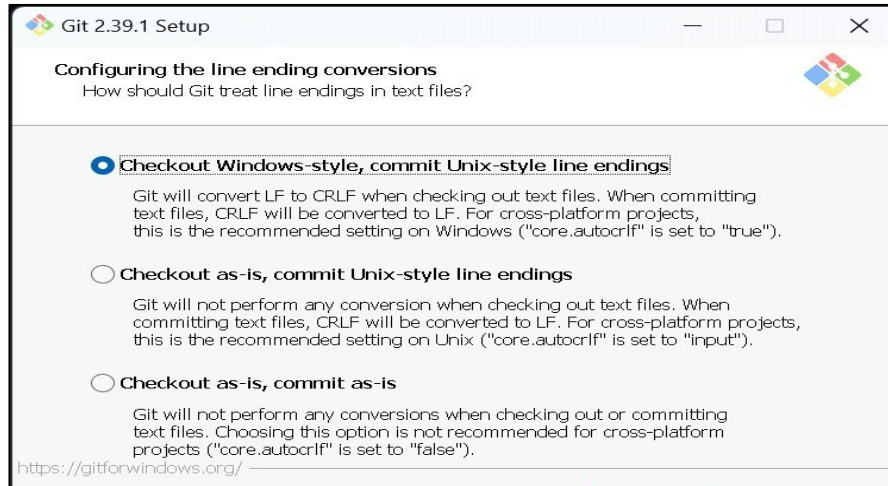 Git 2.39.1 Setup
Configuring the line ending conversions
How should Git treat line endings in text files?
Checkout Windows-style, commit Unix-style line endings
Git will convert LF to CRLF when checking out text files. When committing
text files, CRLF will be converted to LF. For cross-platform projects,
this is the recommended setting on Windows ("core.autocrlf" is set to "true").
Checkout as-is, commit Unix-style line endings
Git will not perform any conversion when checking out text files. When
committing text files, CRLF will be converted to LF. For cross-platform projects,
this is the recommended setting on Unix ("core.autocrlf" is set to "input").
Checkout as-is, commit as-is
Git will not perform any conversions when checking out or committing
text files. Choosing this option is not recommended for cross-platform
projects ("core.autocrlf" is set to "false").
https://gitforwindows.org/